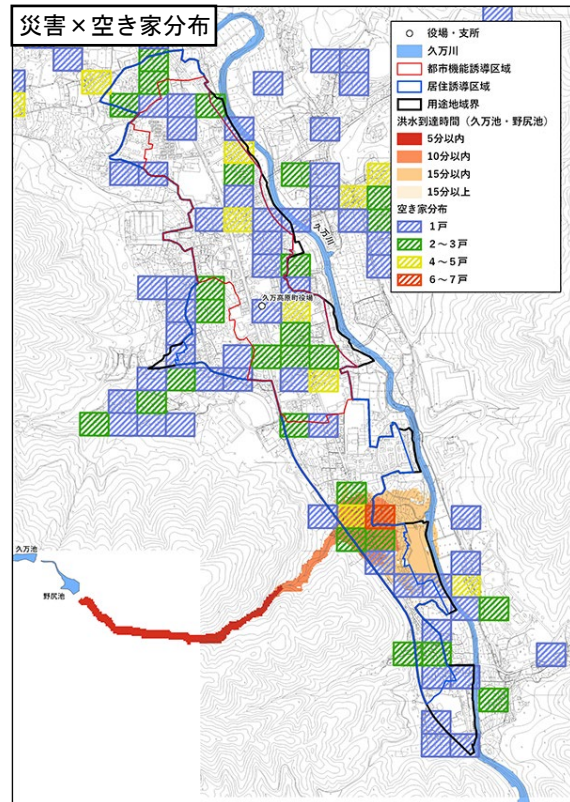 災害×空き家分布
役場・支所
久万川
都市機能誘導区域
居住誘導区域
用途地域界
洪水到達時間（久万池・野尻池）
5分以内
10分以内
15分以内
15分以上
空き家分布
1戸
2～3戸
4～5戸
6～7戸
久万川
久万高原町役場
久万池
野尻池